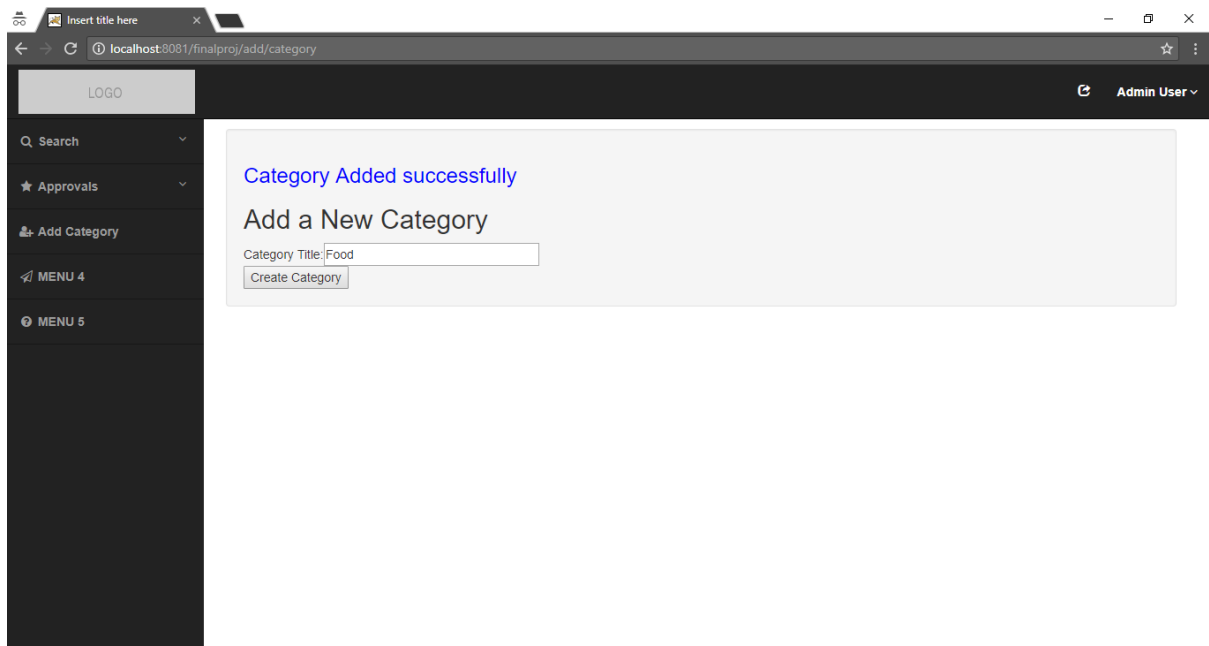 Insert title here
localhost:8081/finalproj/add/category
LOGO
Admin User
Search
Approvals
Add Category
MENU 4
MENU 5
Category Added successfully
Add a New Category
Category Title: Food
Create Category